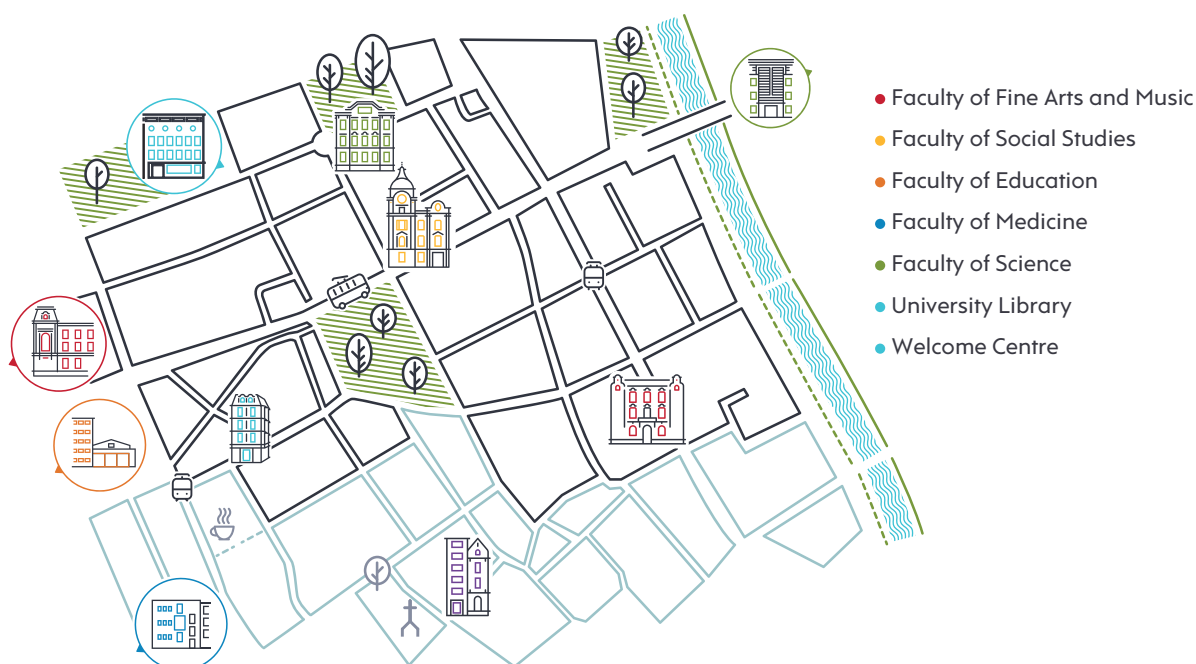 Faculty of Fine Arts and Music
Faculty of Social Studies
Faculty of Education
Faculty of Medicine
Faculty of Science
University Library
Welcome Centre